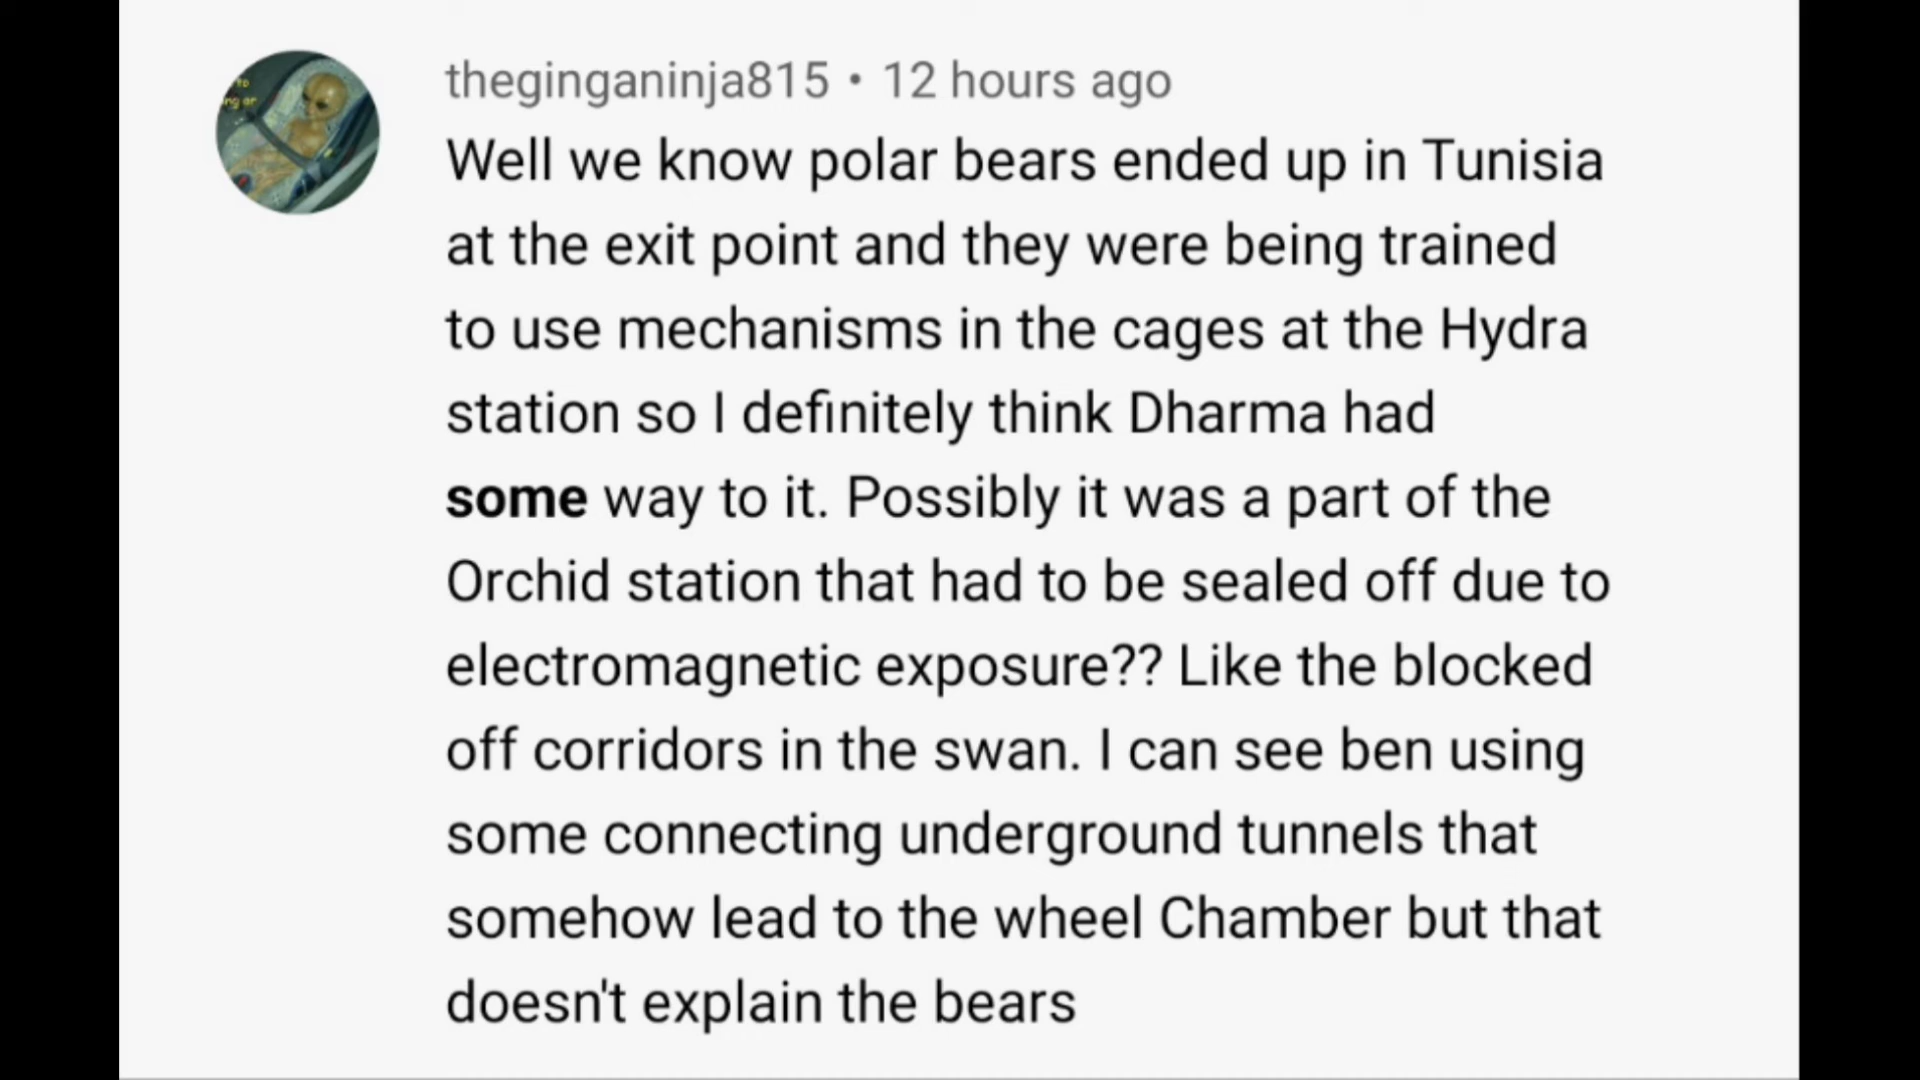 to
ng or
theginganinja815 • 12 hours ago
Well we know polar bears ended up in Tunisia
at the exit point and they were being trained
to use mechanisms in the cages at the Hydra
station so I definitely think Dharma had
some way to it. Possibly it was a part of the
Orchid station that had to be sealed off due to
electromagnetic exposure?? Like the blocked
off corridors in the swan. I can see ben using
some connecting underground tunnels that
somehow lead to the wheel Chamber but that
doesn't explain the bears